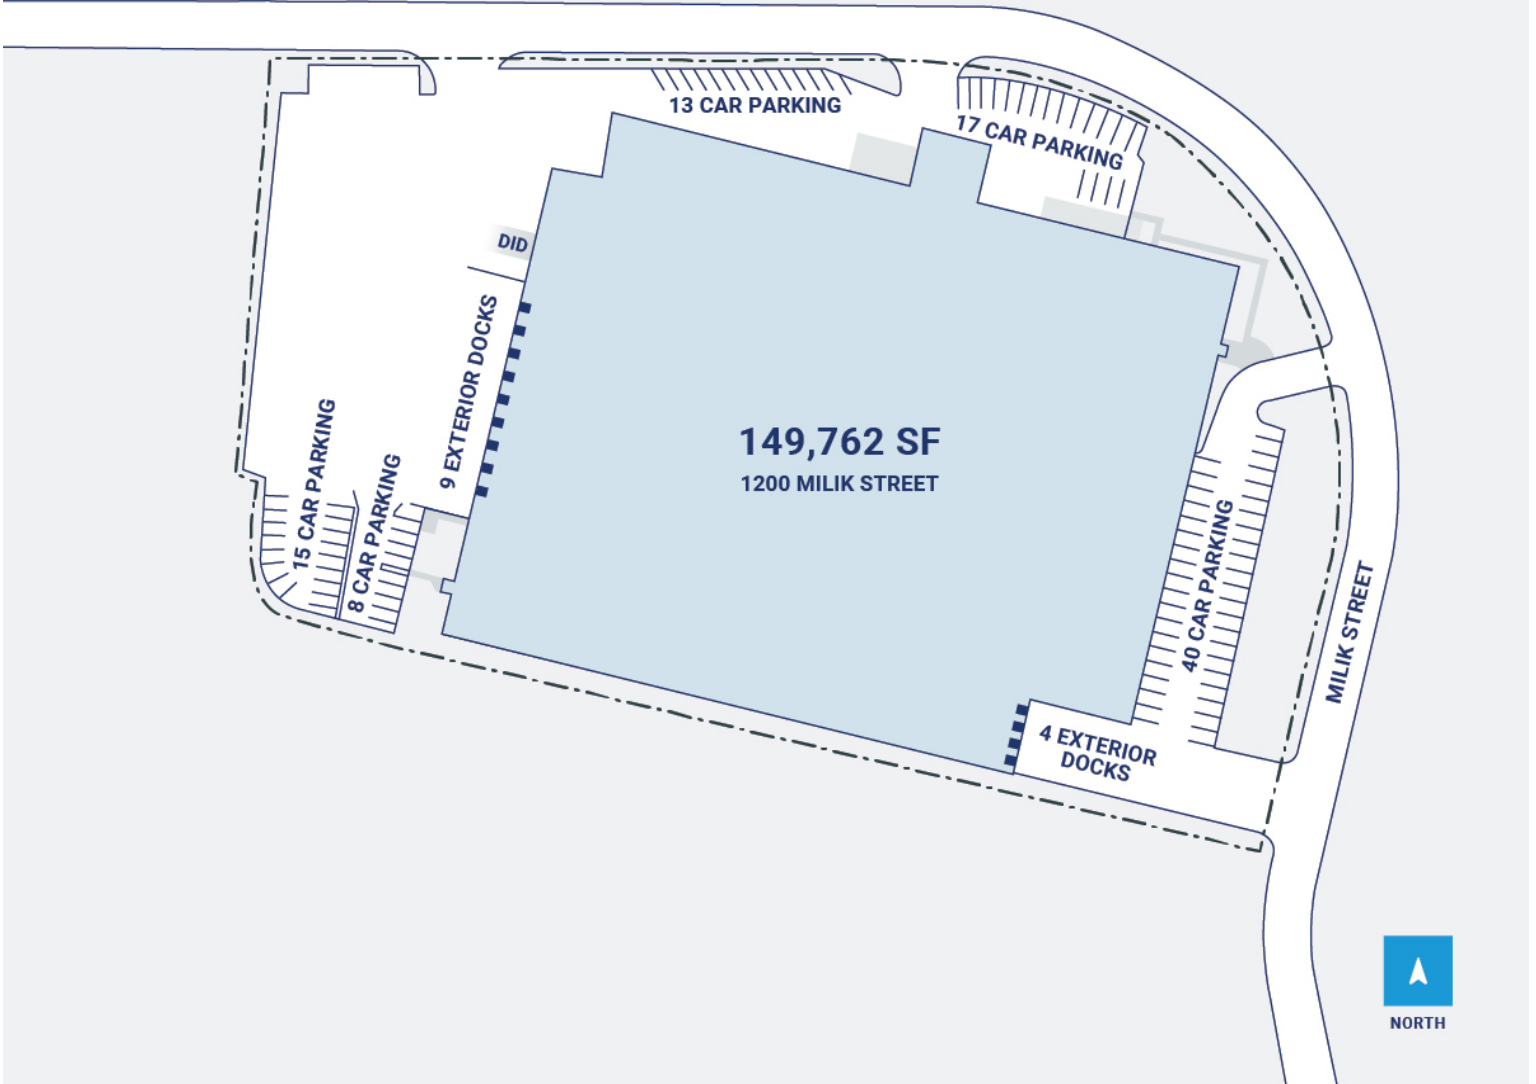 13 CAR PARKING
17 CAR PARKING
DID
9 EXTERIOR DOCKS
15 CAR PARKING
8 CAR PARKING
149,762 SF
1200 MILIK STREET
40 CAR PARKING
MILIK STREET
4 EXTERIOR
DOCKS
NORTH